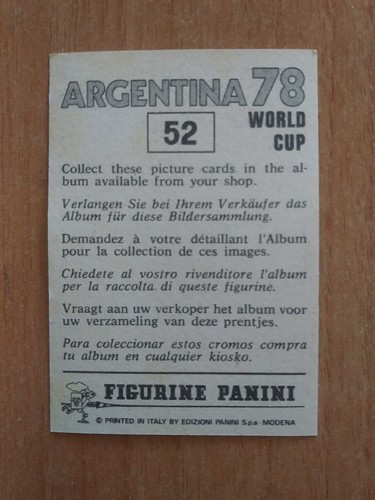 ARGENTINA 78
52
WORLD
CUP
Collect these picture cards in the al-
bum available from your shop.
Verlangen Sie bei Ihrem Verkäufer das
Album für diese Bildersammlung.
Demandez à votre détaillant l'Album
pour la collection de ces images.
Chiedete al vostro rivenditore l'album
per la raccolta di queste figurine.
Vraagt aan uw verkoper het album voor
uw verzameling van deze prentjes.
Para coleccionar estos cromos compra
tu album en cualquier kiosko.
FIGURINE PANINI
© PRINTED IN ITALY BY EDIZIONI PANINI S.p.a - MODENA